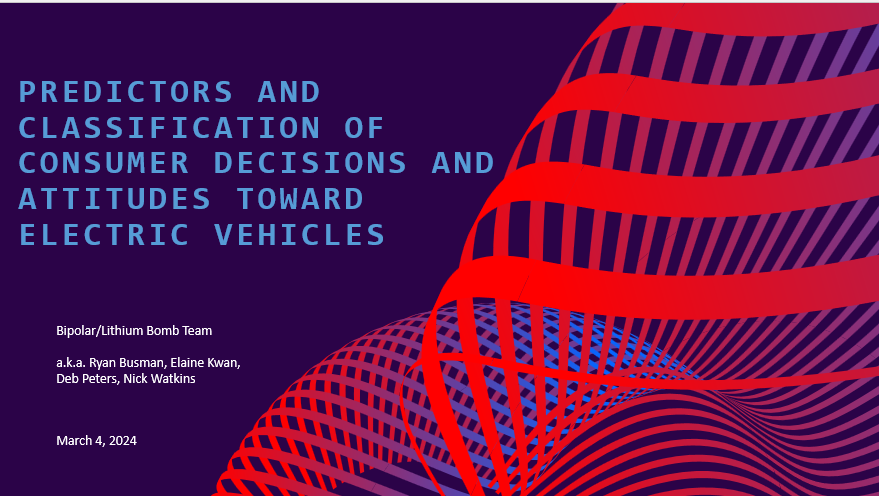 PREDICTORS AND
CLASSIFICATION OF
CONSUMER DECISIONS AND
ATTITUDES TOWARD
ELECTRIC VEHICLES
Bipolar/Lithium Bomb Team
a.k.a. Ryan Busman, Elaine Kwan,
Deb Peters, Nick Watkins
March 4, 2024